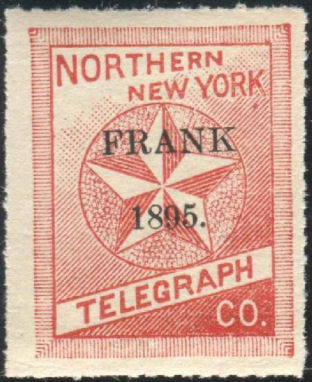 NORTHERN
NEW YORK
FRANK
1895.
TELEGRAPH
CO.